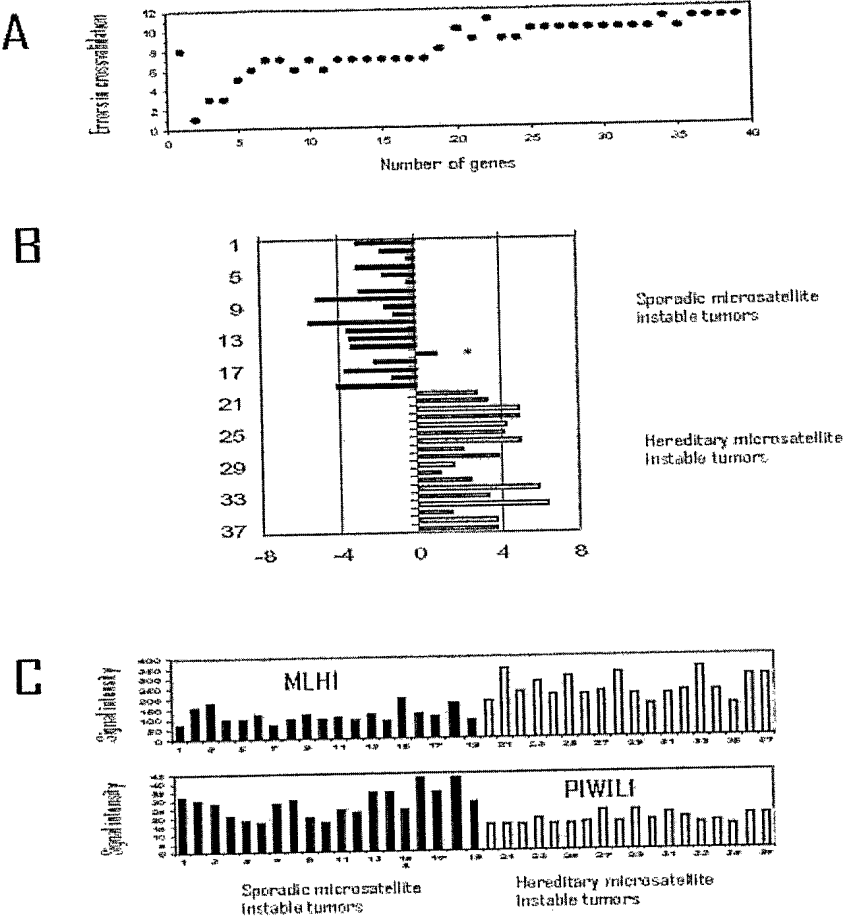 A
Errors in crossvalidation
12
10
8
6
4
2
0
0 5 10 15 20 25 30 35 40
Number of genes
B
1
5
9
13
17
21
25
29
33
37
*
-8 -4 0 4 8
Sporadic microsatellite
instable tumors
Hereditary microsatellite
instable tumors
C
Signal intensity
MLH1
Signal intensity
PIWIL1
Sporadic microsatellite
instable tumors
Hereditary microsatellite
instable tumors